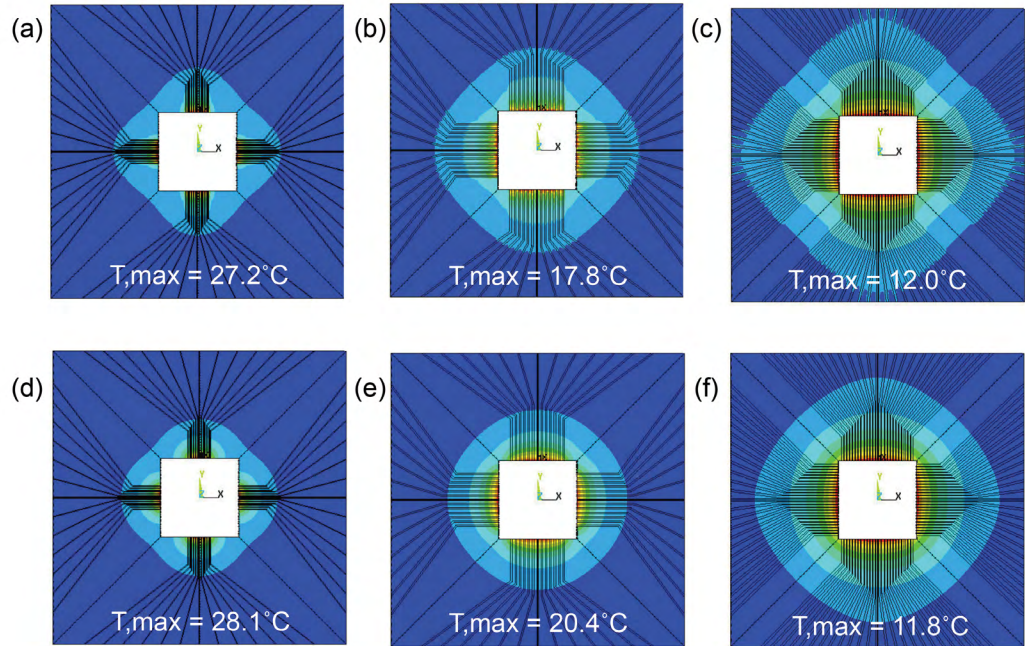 (a)
(b)
(c)
Y
Z
X
Y
Z
X
Y
Z
X
T,max = 27.2°C
T,max = 17.8°C
T,max = 12.0°C
(d)
(e)
(f)
Y
Z
X
Y
Z
X
Y
Z
X
T,max = 28.1°C
T,max = 20.4°C
T,max = 11.8°C